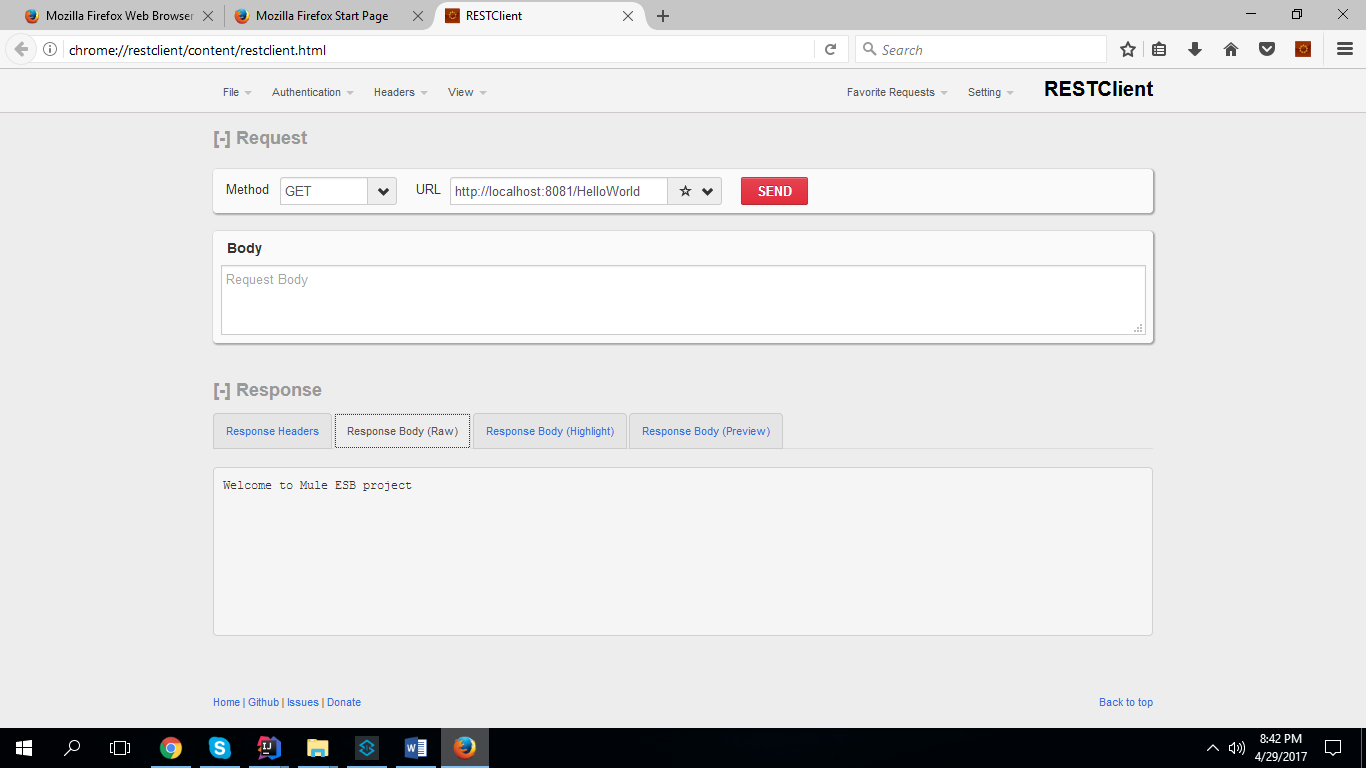 Mozilla Firefox Web Browser
Mozilla Firefox Start Page
RESTClient
chrome://restclient/content/restclient.html
Search
File
Authentication
Headers
View
Favorite Requests
Setting
RESTClient
[-] Request
Method
GET
URL
http://localhost:8081/HelloWorld
SEND
Body
Request Body
[-] Response
Response Headers
Response Body (Raw)
Response Body (Highlight)
Response Body (Preview)
Welcome to Mule ESB project
Home | Github | Issues | Donate
Back to top
8:42 PM
4/29/2017